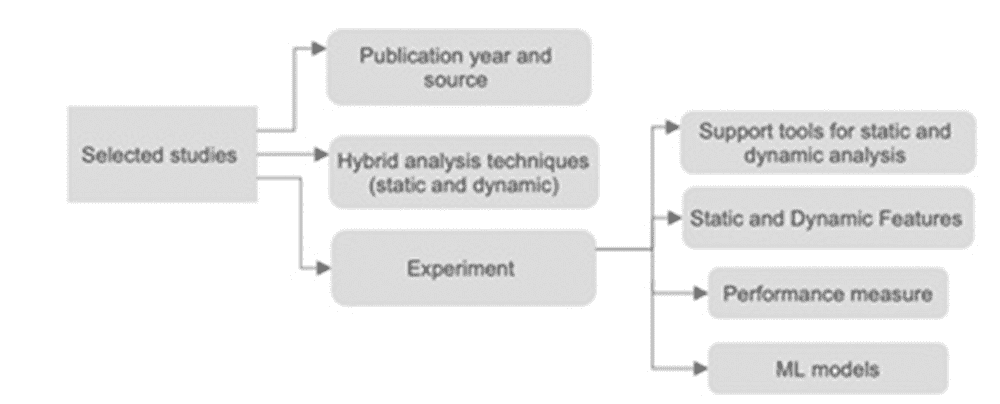 Publication year and
source
Selected studies
Hybrid analysis techniques
(static and dynamic)
Experiment
Support tools for static and
dynamic analysis
Static and Dynamic Features
Performance measure
ML models